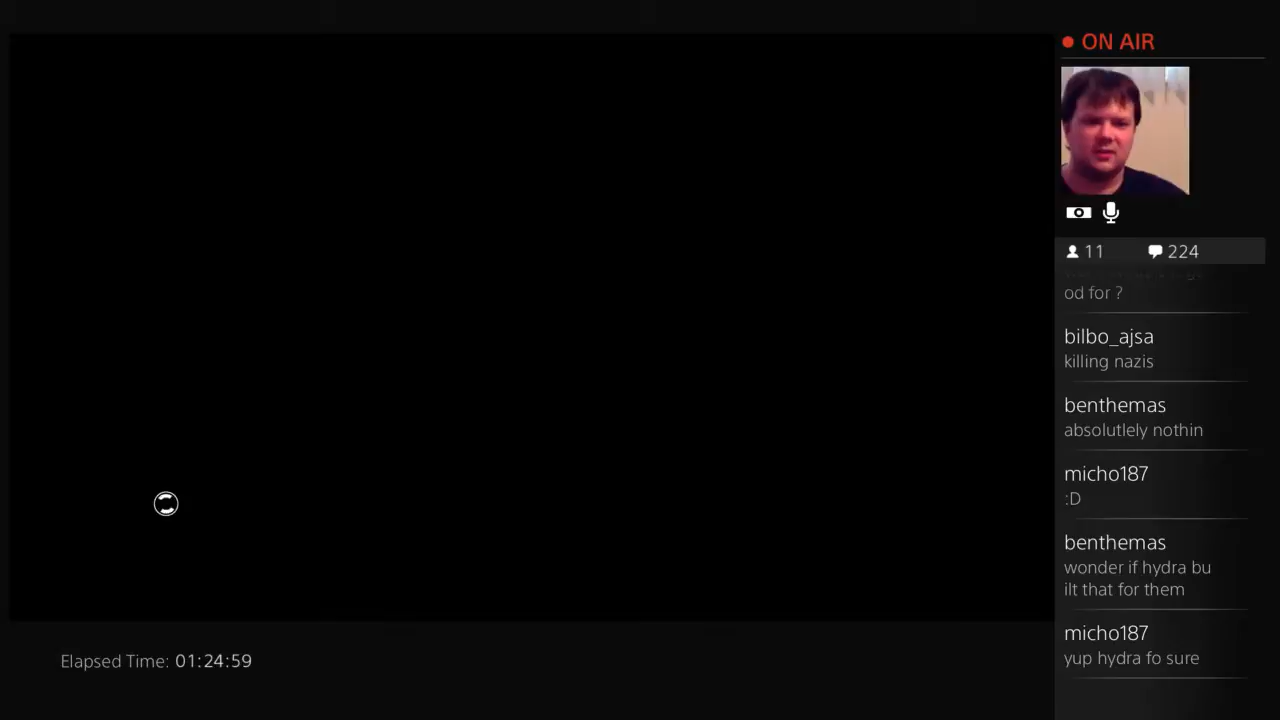 ON AIR
11
224
od for ?
bilbo_ajsa
killing nazis
benthemas
absolutlely nothin
micho187
:D
benthemas
wonder if hydra bu
ilt that for them
micho187
yup hydra fo sure
Elapsed Time: 01:24:59